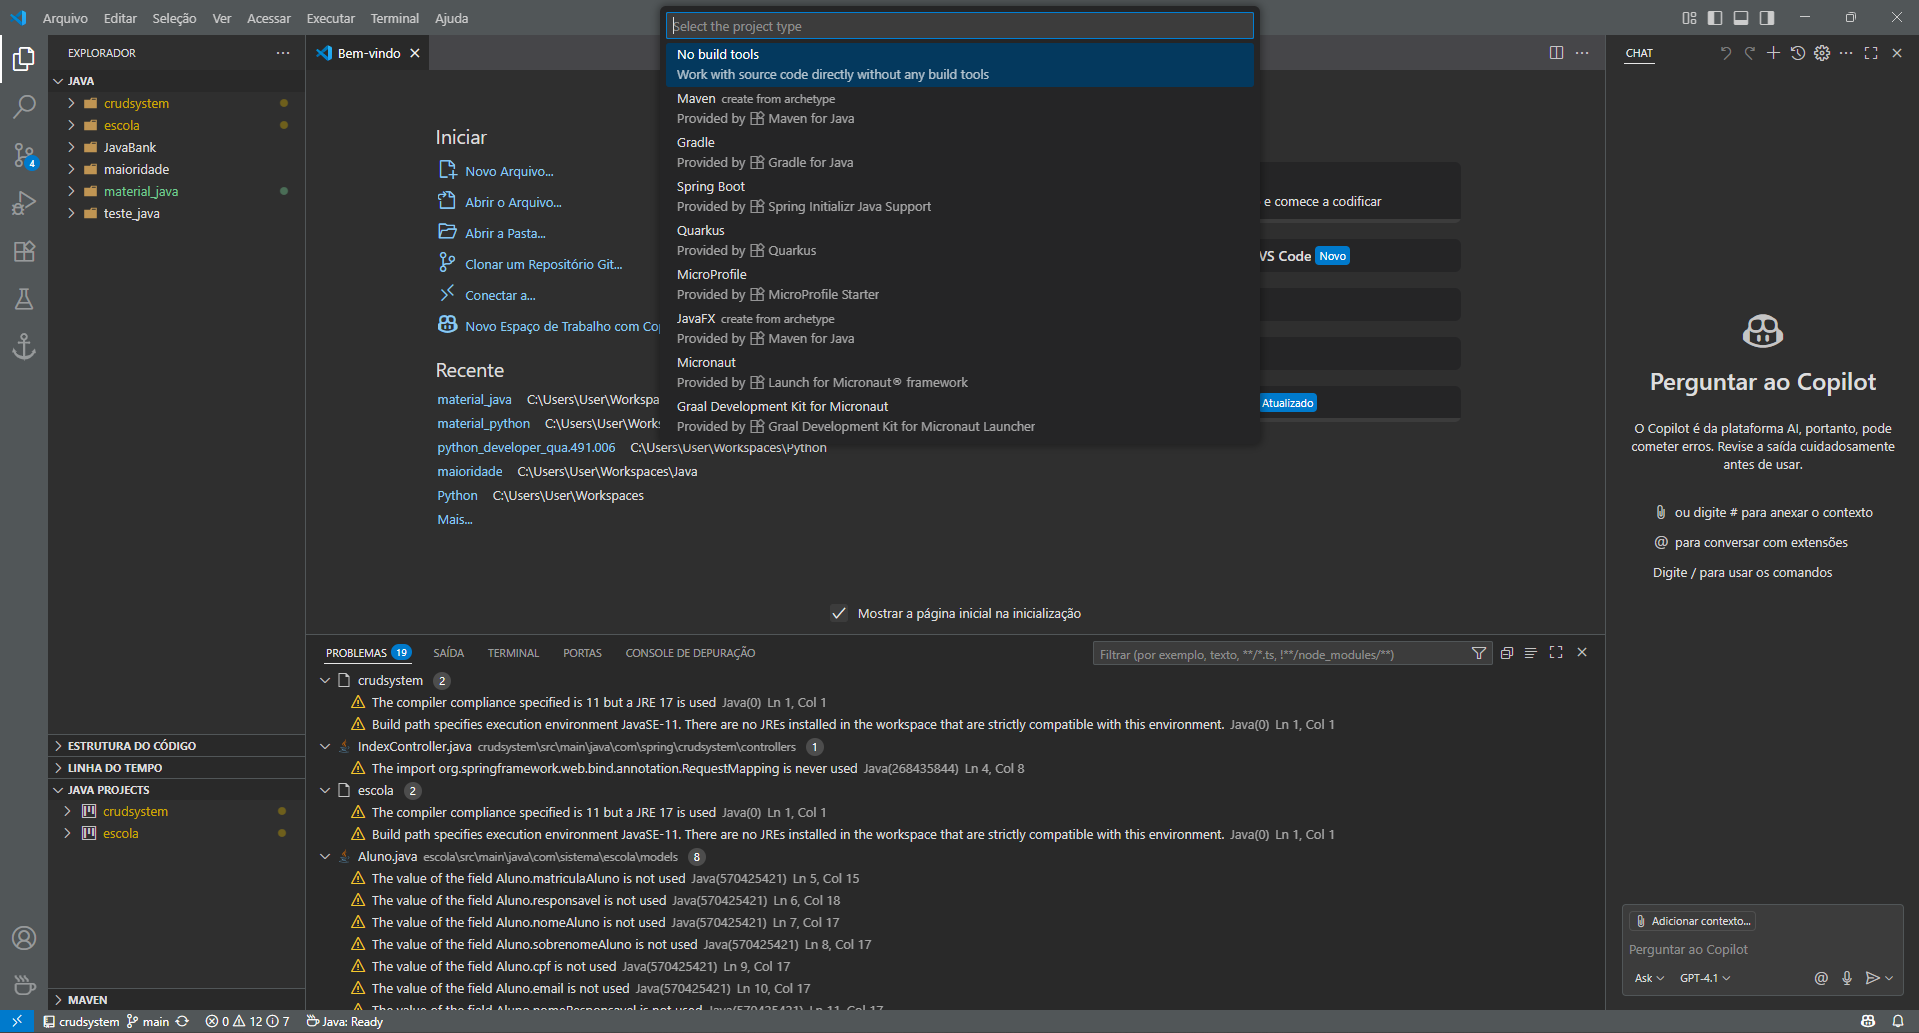 Arquivo Editar Seleção Ver Acessar Executar Terminal Ajuda
Select the project type
No build tools
Work with source code directly without any build tools
Maven create from archetype
Provided by Maven for Java
Gradle
Provided by Gradle for Java
Spring Boot
Provided by Spring Initializr Java Support
Quarkus
Provided by Quarkus
MicroProfile
Provided by MicroProfile Starter
JavaFX create from archetype
Provided by Maven for Java
Micronaut
Provided by Launch for Micronaut® framework
Graal Development Kit for Micronaut
Provided by Graal Development Kit for Micronaut Launcher
EXPLORADOR
JAVA
crudsystem
escola
JavaBank
maioridade
material_java
teste_java
4
ESTRUTURA DO CÓDIGO
LINHA DO TEMPO
JAVA PROJECTS
crudsystem
escola
MAVEN
Bem-vindo
Iniciar
Novo Arquivo...
Abrir o Arquivo...
Abrir a Pasta...
Clonar um Repositório Git...
Conectar a...
Novo Espaço de Trabalho com Cop
Recente
material_java C:\Users\User\Workspa
material_python C:\Users\User\Works
python_developer_qua.491.006 C:\Users\User\Workspaces\Python
maioridade C:\Users\User\Workspaces\Java
Python C:\Users\User\Workspaces
Mais...
e comece a codificar
VS Code Novo
Atualizado
Mostrar a página inicial na inicialização
PROBLEMAS 19 SAÍDA TERMINAL PORTAS CONSOLE DE DEPURAÇÃO
Filtrar (por exemplo, texto, **/*.ts, !**/node_modules/**)
crudsystem 2
The compiler compliance specified is 11 but a JRE 17 is used Java(0) Ln 1, Col 1
Build path specifies execution environment JavaSE-11. There are no JREs installed in the workspace that are strictly compatible with this environment. Java(0) Ln 1, Col 1
IndexController.java crudsystem\src\main\java\com\spring\crudsystem\controllers 1
The import org.springframework.web.bind.annotation.RequestMapping is never used Java(268435844) Ln 4, Col 8
escola 2
The compiler compliance specified is 11 but a JRE 17 is used Java(0) Ln 1, Col 1
Build path specifies execution environment JavaSE-11. There are no JREs installed in the workspace that are strictly compatible with this environment. Java(0) Ln 1, Col 1
Aluno.java escola\src\main\java\com\sistema\escola\models 8
The value of the field Aluno.matriculaAluno is not used Java(570425421) Ln 5, Col 15
The value of the field Aluno.responsavel is not used Java(570425421) Ln 6, Col 18
The value of the field Aluno.nomeAluno is not used Java(570425421) Ln 7, Col 17
The value of the field Aluno.sobrenomeAluno is not used Java(570425421) Ln 8, Col 17
The value of the field Aluno.cpf is not used Java(570425421) Ln 9, Col 17
The value of the field Aluno.email is not used Java(570425421) Ln 10, Col 17
The value of the field Aluno.nomeResponsavel is not used Java(570425421) Ln 11, Col 17
CHAT
Perguntar ao Copilot
O Copilot é da plataforma AI, portanto, pode
cometer erros. Revise a saída cuidadosamente
antes de usar.
ou digite # para anexar o contexto
@ para conversar com extensões
Digite / para usar os comandos
Adicionar contexto...
Perguntar ao Copilot
Ask GPT-4.1
crudsystem main 0 12 7 Java: Ready